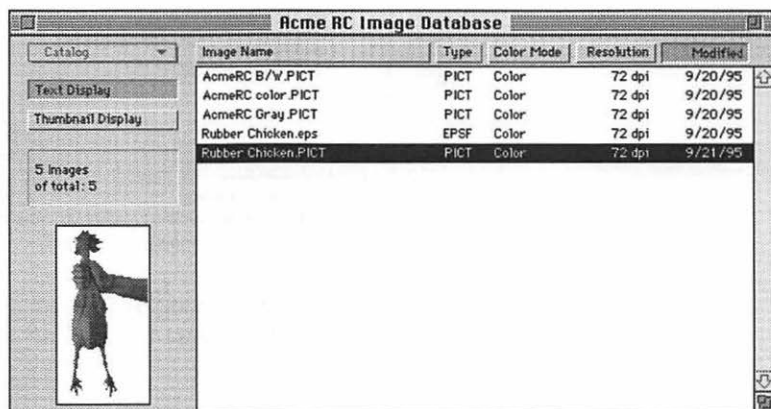 Acme RC Image Database
Catalog
Text Display
Thumbnail Display
5 Images
of total: 5
Image Name Type Color Mode Resolution Modified
AcmeRC B/W.PICT PICT Color 72 dpi 9/20/95
AcmeRC color.PICT PICT Color 72 dpi 9/20/95
AcmeRC Gray.PICT PICT Color 72 dpi 9/20/95
Rubber Chicken.eps EPSF Color 72 dpi 9/20/95
Rubber Chicken.PICT PICT Color 72 dpi 9/21/95